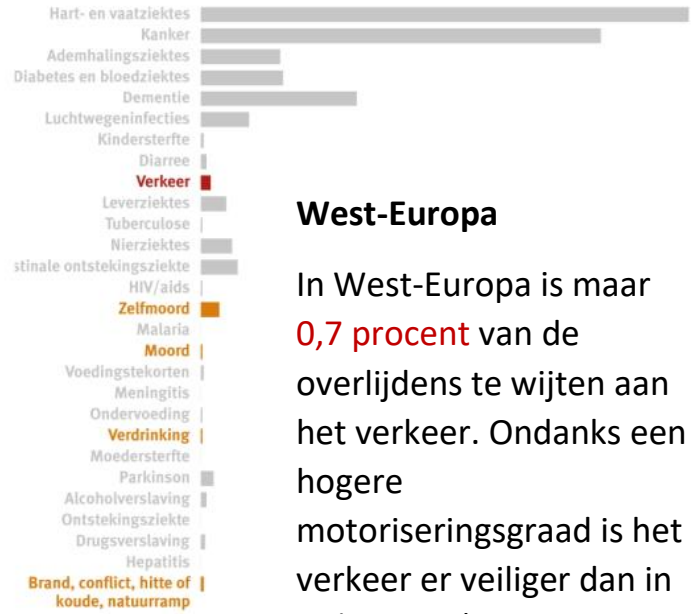 Hart- en vaatziektes
Kanker
Ademhalingsziektes
Diabetes en bloedziektes
Dementie
Luchtwegeninfecties
Kindersterfte
Diarree
Verkeer
Leverziektes
Tuberculose
Nierziektes
stinale ontstekingsziekte
HIV/aids
Zelfmoord
Malaria
Moord
Voedingstekorten
Meningitis
Ondervoeding
Verdrinking
Moedersterfte
Parkinson
Alcoholverslaving
Ontstekingsziekte
Drugsverslaving
Hepatitis
Brand, conflict, hitte of
koude, natuurramp
West-Europa
In West-Europa is maar
0,7 procent van de
overlijdens te wijten aan
het verkeer. Ondanks een
hogere
motoriseringsgraad is het
verkeer er veiliger dan in